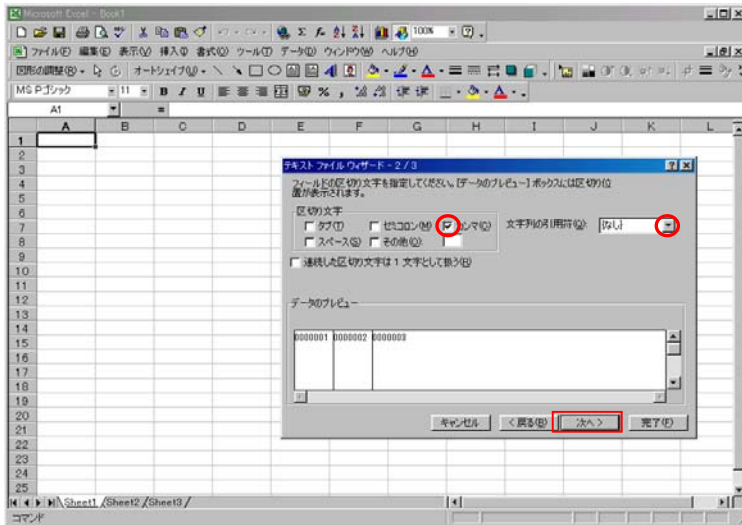 Microsoft Excel - Book1
100%
ファイル(F) 編集(E) 表示(V) 挿入(I) 書式(O) ツール(T) データ(D) ウィンドウ(W) ヘルプ(H)
図形の調整(R) オートシェイプ(U)
MS Pゴシック 11 B I U % ,
A1 =
A B C D E F G H I J K L
1
2
3
4
5
6
7
8
9
10
11
12
13
14
15
16
17
18
19
20
21
22
23
24
25
テキスト ファイル ウィザード - 2 / 3
フィールドの区切り文字を指定してください。[データのプレビュー] ボックスには区切り位
置が表示されます。
区切り文字
タブ(T) セミコロン(M) カンマ(C) 文字列の引用符(Q): {なし}
スペース(S) その他(O):
連続した区切り文字は 1 文字として扱う(R)
データのプレビュー
0000001 0000002 0000003
キャンセル < 戻る(B) 次へ > 完了(F)
Sheet1 Sheet2 Sheet3
コマンド